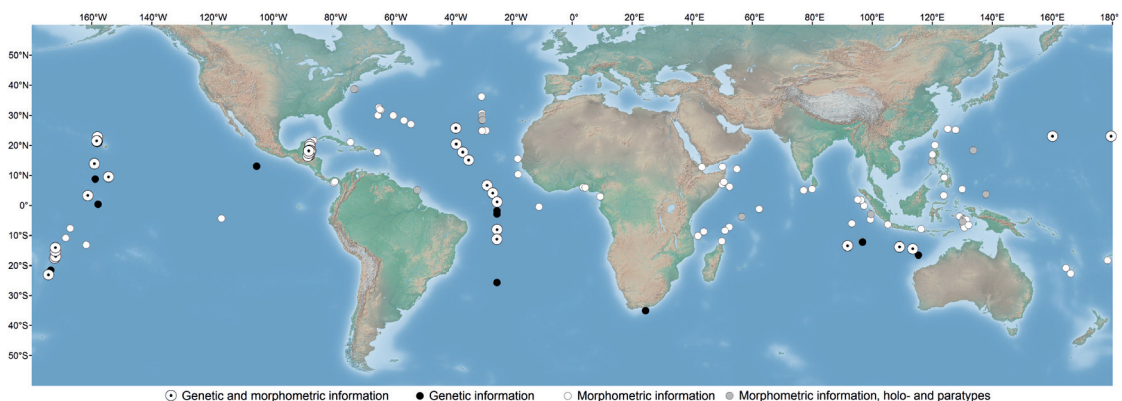 160° 140° 120° 100° 80° 60° 40° 20° 0° 20° 40° 60° 80° 100° 120° 140° 160° 180°
50°N
40°N
30°N
20°N
10°N
0°
10°S
20°S
30°S
40°S
50°S
Genetic and morphometric information Genetic information Morphometric information Morphometric information, holo- and paratypes